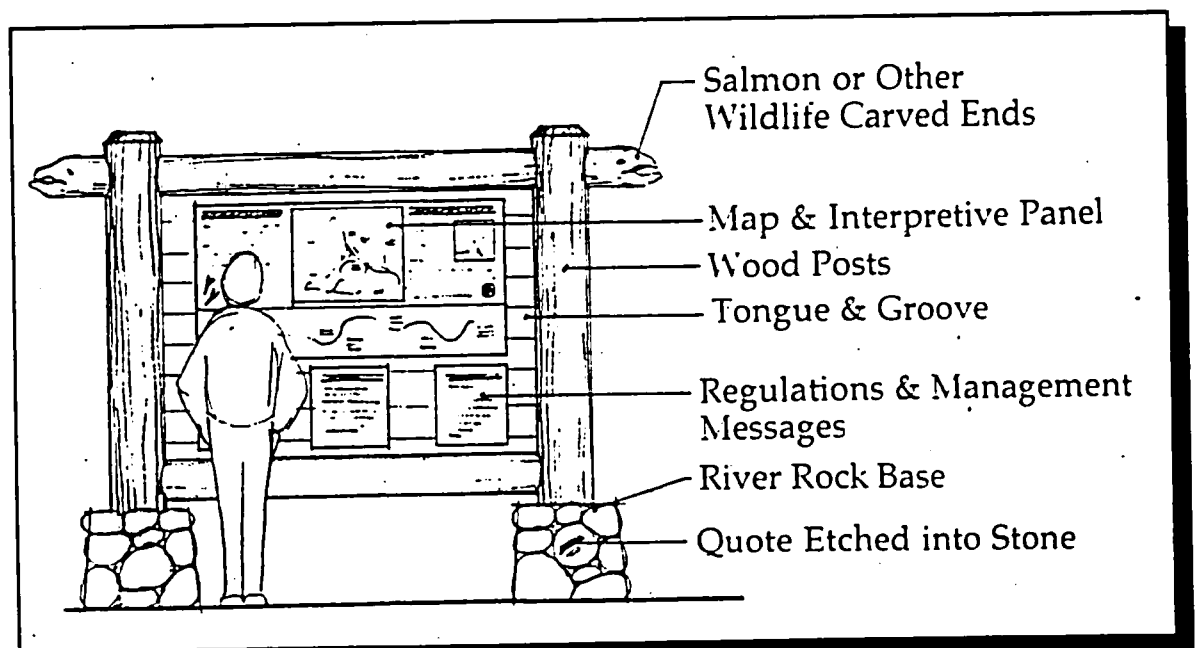 Salmon or Other
Wildlife Carved Ends
Map & Interpretive Panel
Wood Posts
Tongue & Groove
Regulations & Management
Messages
River Rock Base
Quote Etched into Stone